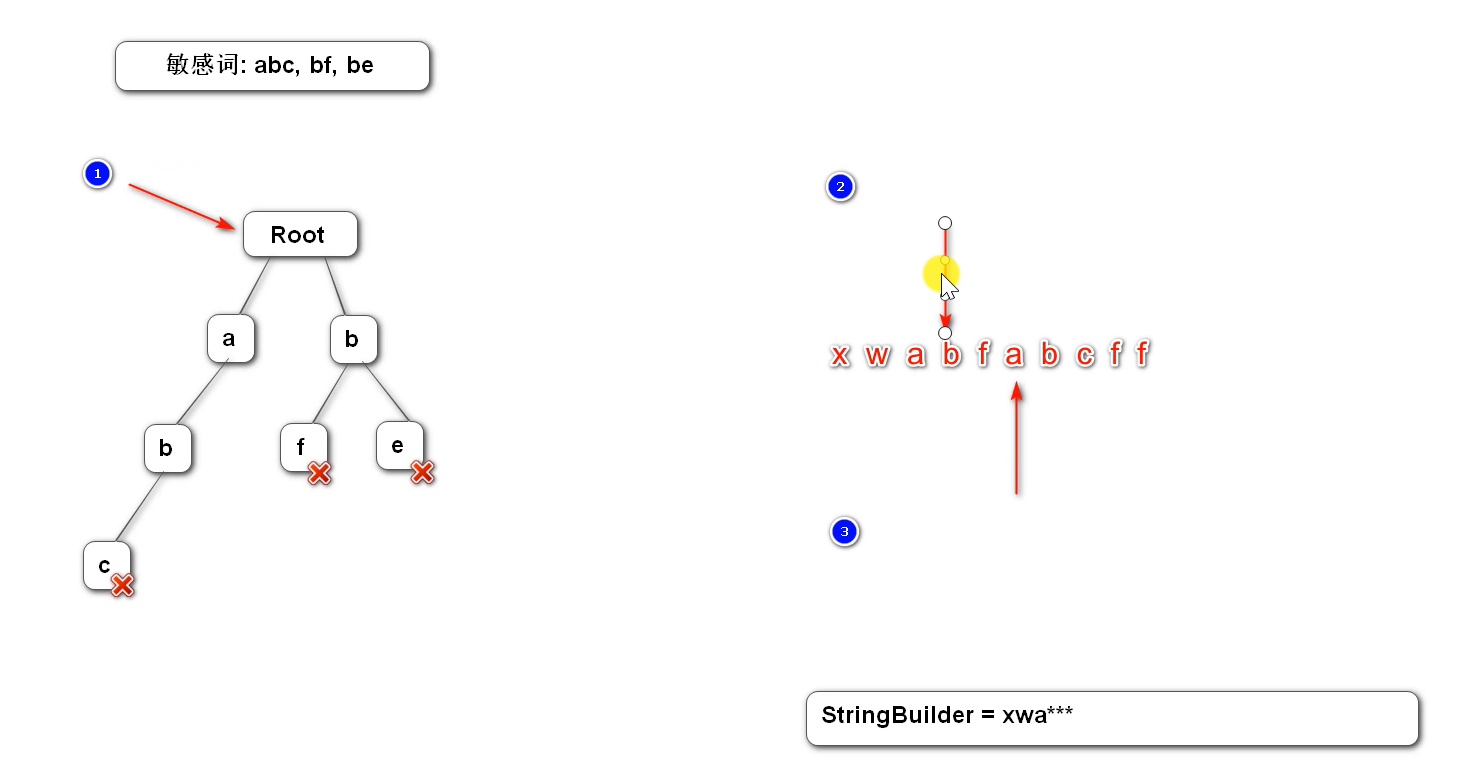 敏感词: abc, bf, be
1
Root
a
b
b
f
e
c
2
x w a b f a b c f f
3
StringBuilder = xwa***